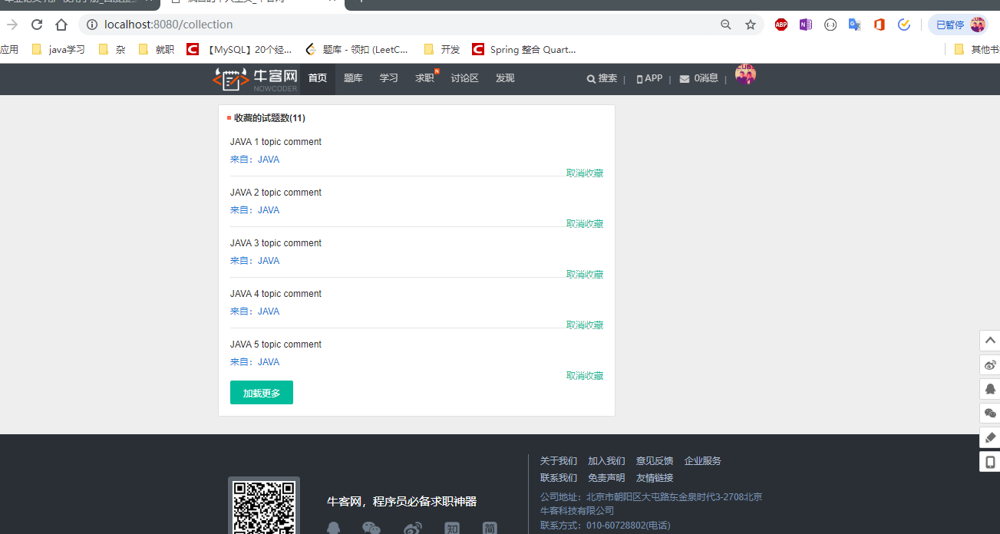 localhost:8080/collection
ABP
N
已暂停
应用
java学习
杂
就职
C
【MySQL】20个经...
题库 - 领扣 (LeetC...
开发
C
Spring 整合 Quart...
其他书
牛客网
NOWCODER
首页
题库
学习
求职
N
讨论区
发现
搜索
|
APP
|
0消息
|
收藏的试题数(11)
JAVA 1 topic comment
来自：JAVA
取消收藏
JAVA 2 topic comment
来自：JAVA
取消收藏
JAVA 3 topic comment
来自：JAVA
取消收藏
JAVA 4 topic comment
来自：JAVA
取消收藏
JAVA 5 topic comment
来自：JAVA
取消收藏
加载更多
关于我们 加入我们 意见反馈 企业服务
联系我们 免责声明 友情链接
公司地址：北京市朝阳区大屯路东金泉时代3-2708北京
牛客科技有限公司
联系方式：010-60728802(电话)
牛客网，程序员必备求职神器
知
简